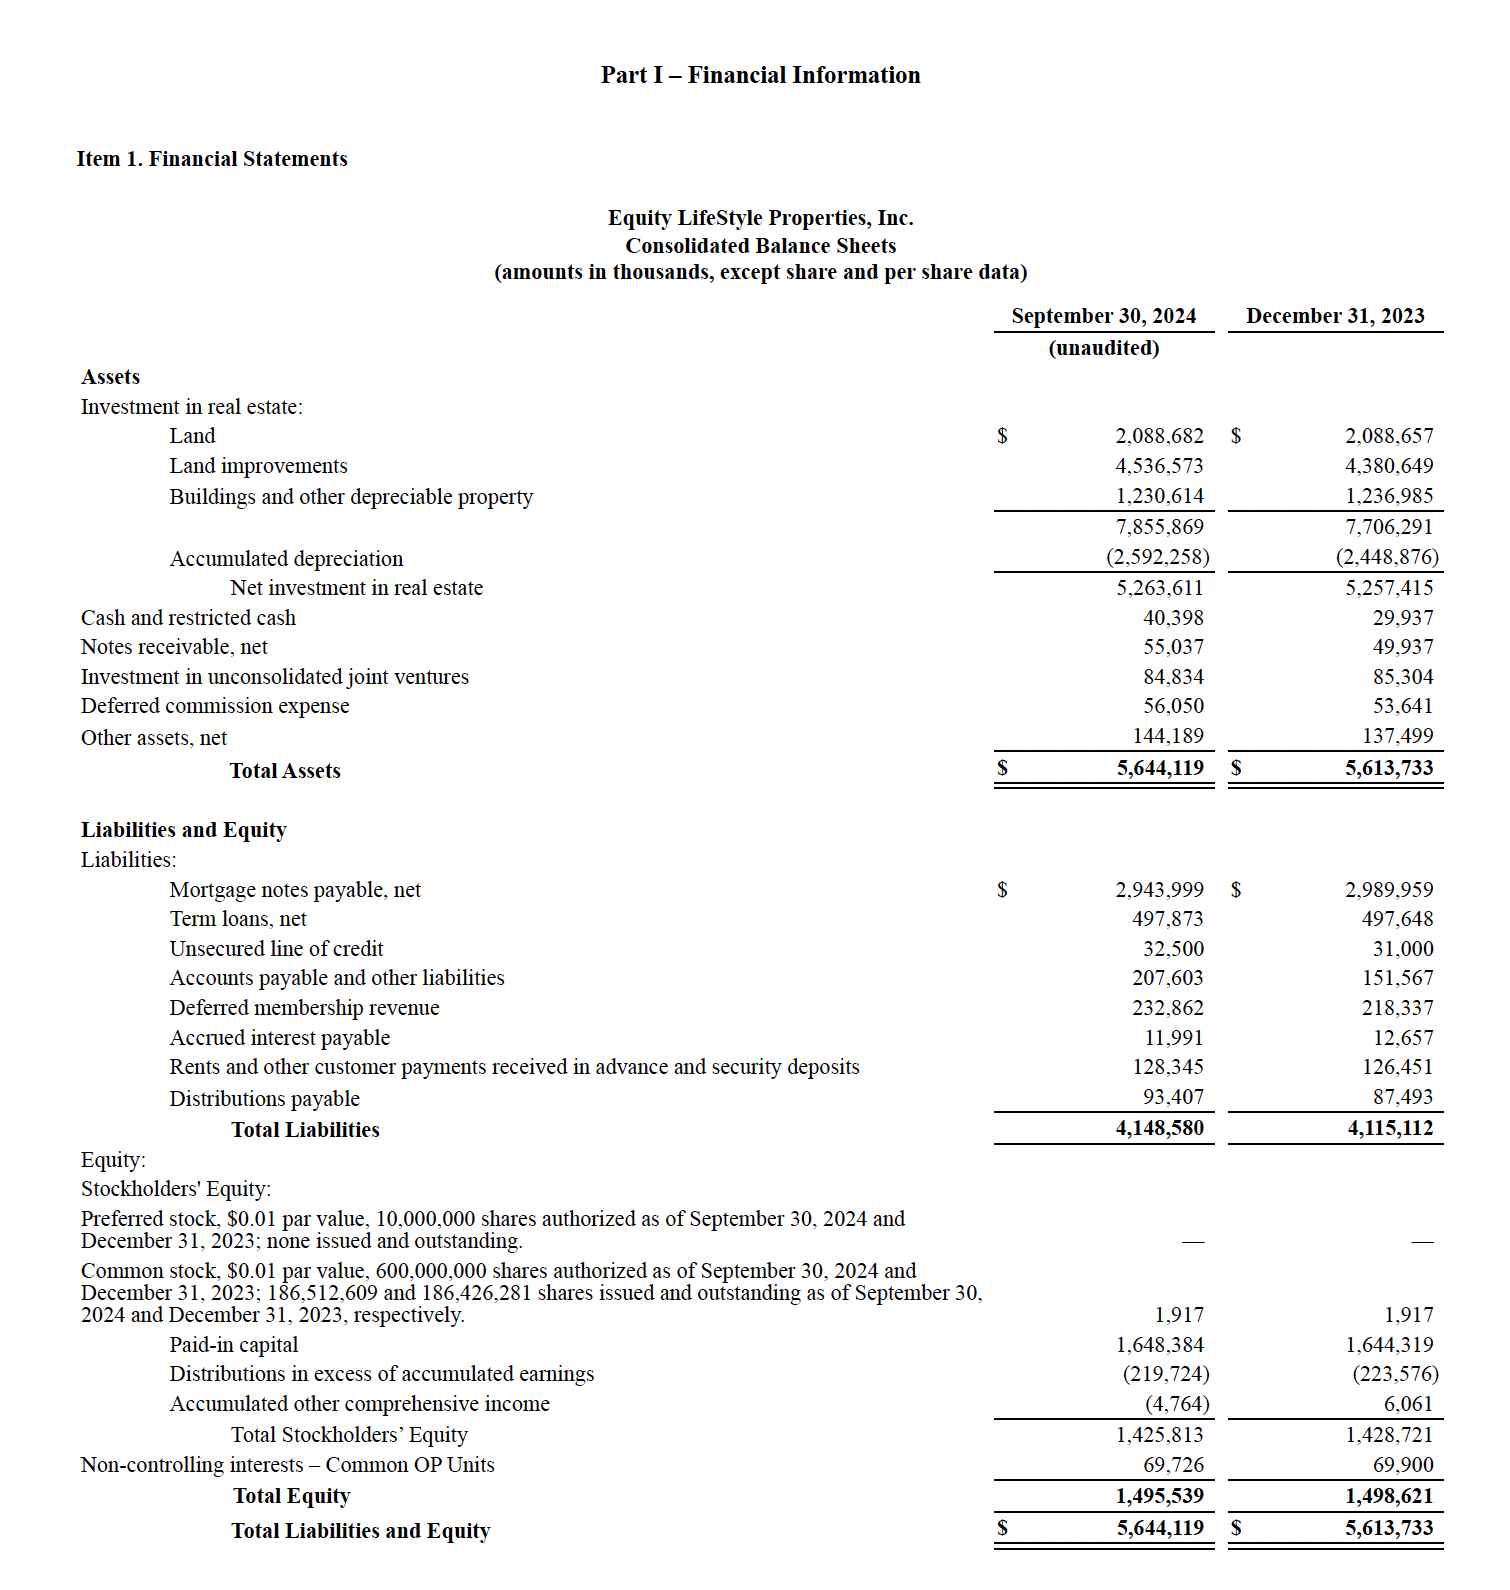 Part I – Financial Information
Item 1. Financial Statements
Equity LifeStyle Properties, Inc.
Consolidated Balance Sheets
(amounts in thousands, except share and per share data)
September 30, 2024 December 31, 2023
(unaudited)
Assets
Investment in real estate:
Land $ 2,088,682 $ 2,088,657
Land improvements 4,536,573 4,380,649
Buildings and other depreciable property 1,230,614 1,236,985
7,855,869 7,706,291
Accumulated depreciation (2,592,258) (2,448,876)
Net investment in real estate 5,263,611 5,257,415
Cash and restricted cash 40,398 29,937
Notes receivable, net 55,037 49,937
Investment in unconsolidated joint ventures 84,834 85,304
Deferred commission expense 56,050 53,641
Other assets, net 144,189 137,499
Total Assets $ 5,644,119 $ 5,613,733
Liabilities and Equity
Liabilities:
Mortgage notes payable, net $ 2,943,999 $ 2,989,959
Term loans, net 497,873 497,648
Unsecured line of credit 32,500 31,000
Accounts payable and other liabilities 207,603 151,567
Deferred membership revenue 232,862 218,337
Accrued interest payable 11,991 12,657
Rents and other customer payments received in advance and security deposits 128,345 126,451
Distributions payable 93,407 87,493
Total Liabilities 4,148,580 4,115,112
Equity:
Stockholders' Equity:
Preferred stock, $0.01 par value, 10,000,000 shares authorized as of September 30, 2024 and
December 31, 2023; none issued and outstanding. — —
Common stock, $0.01 par value, 600,000,000 shares authorized as of September 30, 2024 and
December 31, 2023; 186,512,609 and 186,426,281 shares issued and outstanding as of September 30,
2024 and December 31, 2023, respectively. 1,917 1,917
Paid-in capital 1,648,384 1,644,319
Distributions in excess of accumulated earnings (219,724) (223,576)
Accumulated other comprehensive income (4,764) 6,061
Total Stockholders’ Equity 1,425,813 1,428,721
Non-controlling interests – Common OP Units 69,726 69,900
Total Equity 1,495,539 1,498,621
Total Liabilities and Equity $ 5,644,119 $ 5,613,733